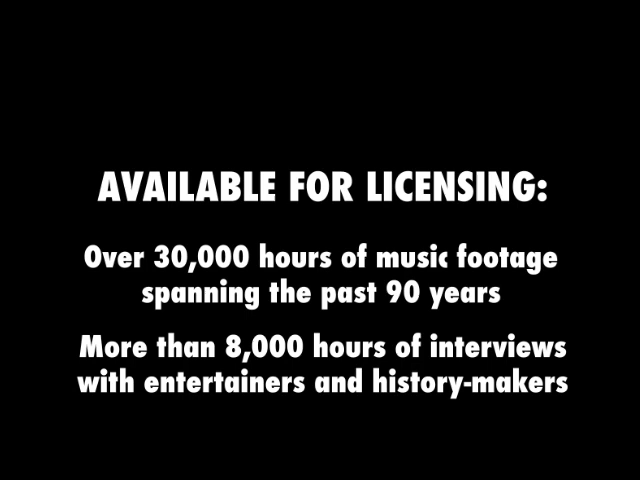 AVAILABLE FOR LICENSING:
Over 30,000 hours of music footage
spanning the past 90 years
More than 8,000 hours of interviews
with entertainers and history-makers